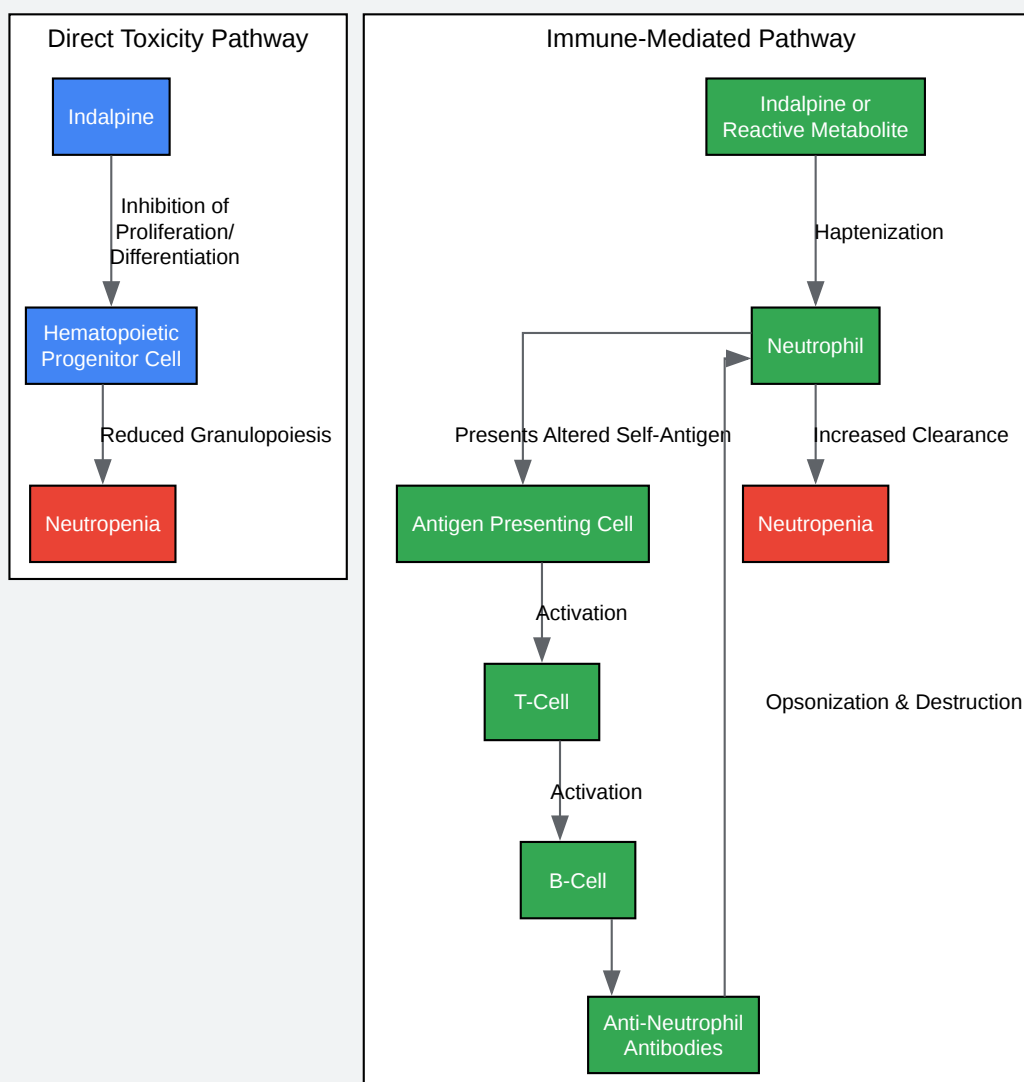 Direct Toxicity Pathway
Indalpine
Inhibition of
Proliferation/
Differentiation
Hematopoietic
Progenitor Cell
Reduced Granulopoiesis
Neutropenia
Immune-Mediated Pathway
Indalpine or
Reactive Metabolite
Haptenization
Neutrophil
Presents Altered Self-Antigen
Increased Clearance
Antigen Presenting Cell
Neutropenia
Activation
T-Cell
Opsonization & Destruction
Activation
B-Cell
Anti-Neutrophil
Antibodies